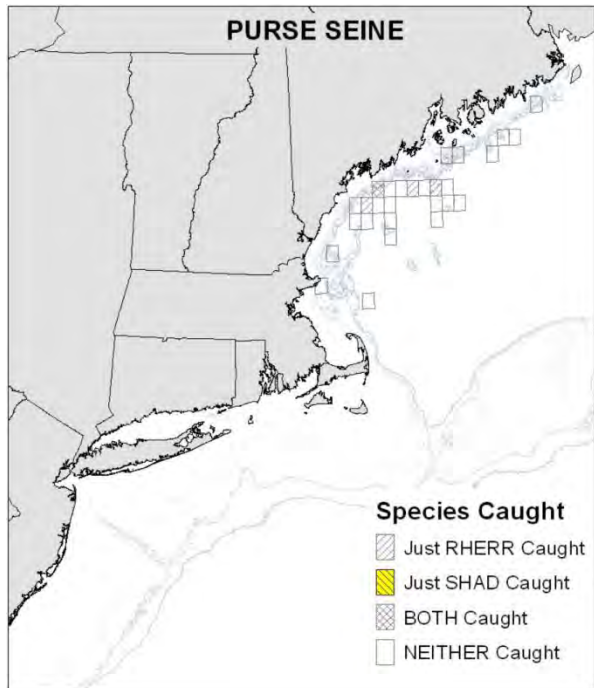 PURSE SEINE
Species Caught
Just RHERR Caught
Just SHAD Caught
BOTH Caught
NEITHER Caught